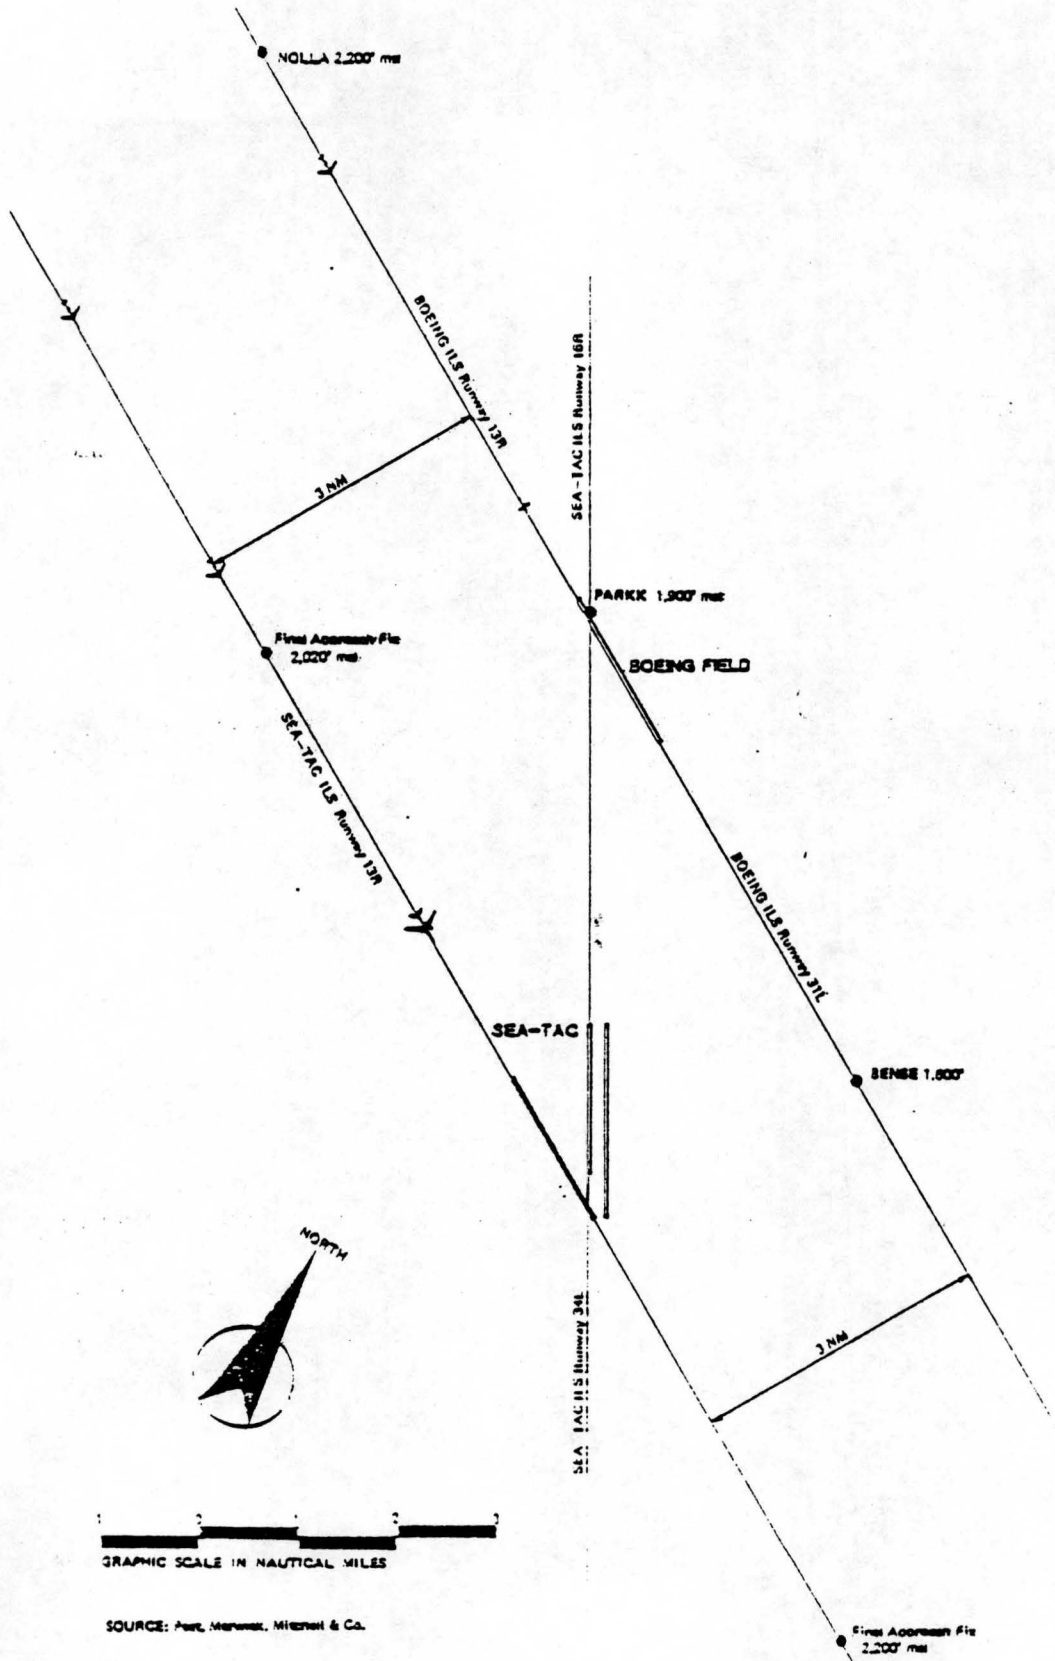 NOLLA 2,200' msl
BOEING ILS Runway 13R
SEA-TAC ILS Runway 16R
3 NM
PARKK 1,900' msl
BOEING FIELD
Final Approach Fix
2,020' msl
SEA-TAC ILS Runway 13R
BOEING ILS Runway 31L
SEA-TAC
SENSE 1,600'
NORTH
SEA-TAC ILS Runway 34L
3 NM
GRAPHIC SCALE IN NAUTICAL MILES
SOURCE: Mitchell & Co.
Final Approach Fix
2,200' msl